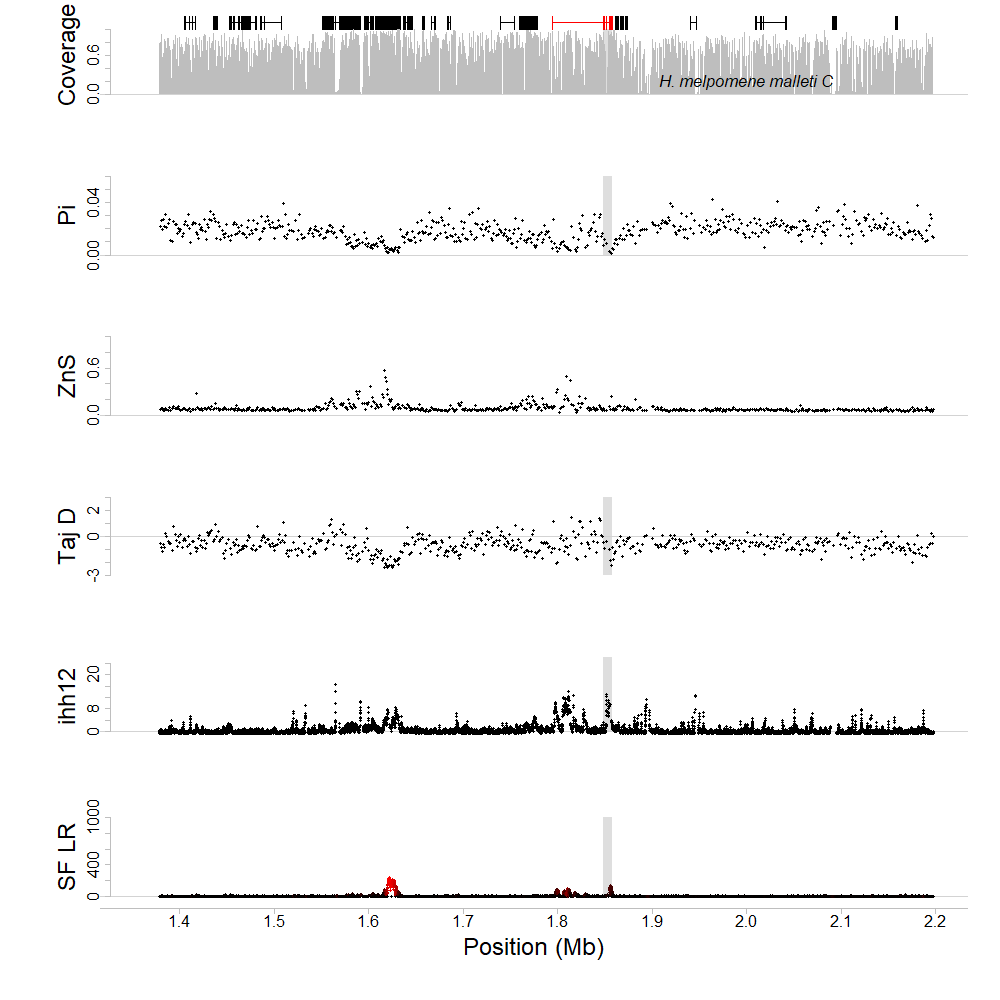 Coverage
0.6
0.0
H. melpomene malleti C
Pi
0.04
0.00
ZnS
0.6
0.0
Taj D
2
0
-3
ihh12
20
8
0
SF LR
1000
400
0
1.4 1.5 1.6 1.7 1.8 1.9 2.0 2.1 2.2
Position (Mb)